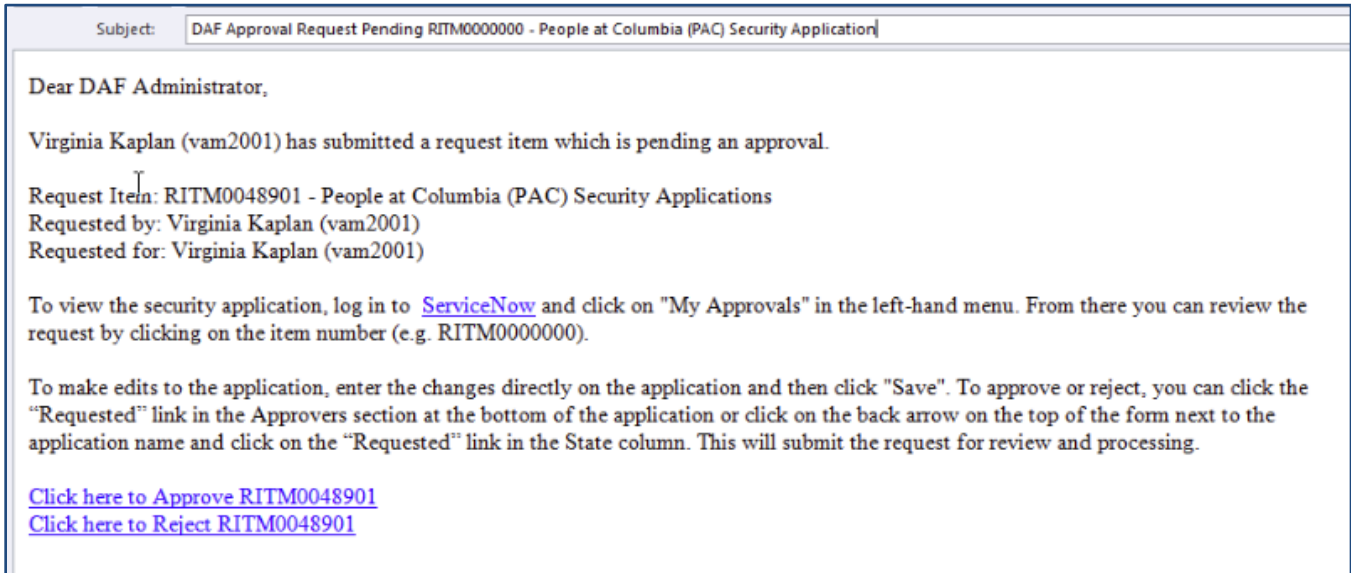 Subject: DAF Approval Request Pending RITM0000000 - People at Columbia (PAC) Security Application
Dear DAF Administrator,
Virginia Kaplan (vam2001) has submitted a request item which is pending an approval.
Request Item: RITM0048901 - People at Columbia (PAC) Security Applications
Requested by: Virginia Kaplan (vam2001)
Requested for: Virginia Kaplan (vam2001)
To view the security application, log in to ServiceNow and click on "My Approvals" in the left-hand menu. From there you can review the
request by clicking on the item number (e.g. RITM0000000).
To make edits to the application, enter the changes directly on the application and then click "Save". To approve or reject, you can click the
“Requested” link in the Approvers section at the bottom of the application or click on the back arrow on the top of the form next to the
application name and click on the “Requested” link in the State column. This will submit the request for review and processing.
Click here to Approve RITM0048901
Click here to Reject RITM0048901